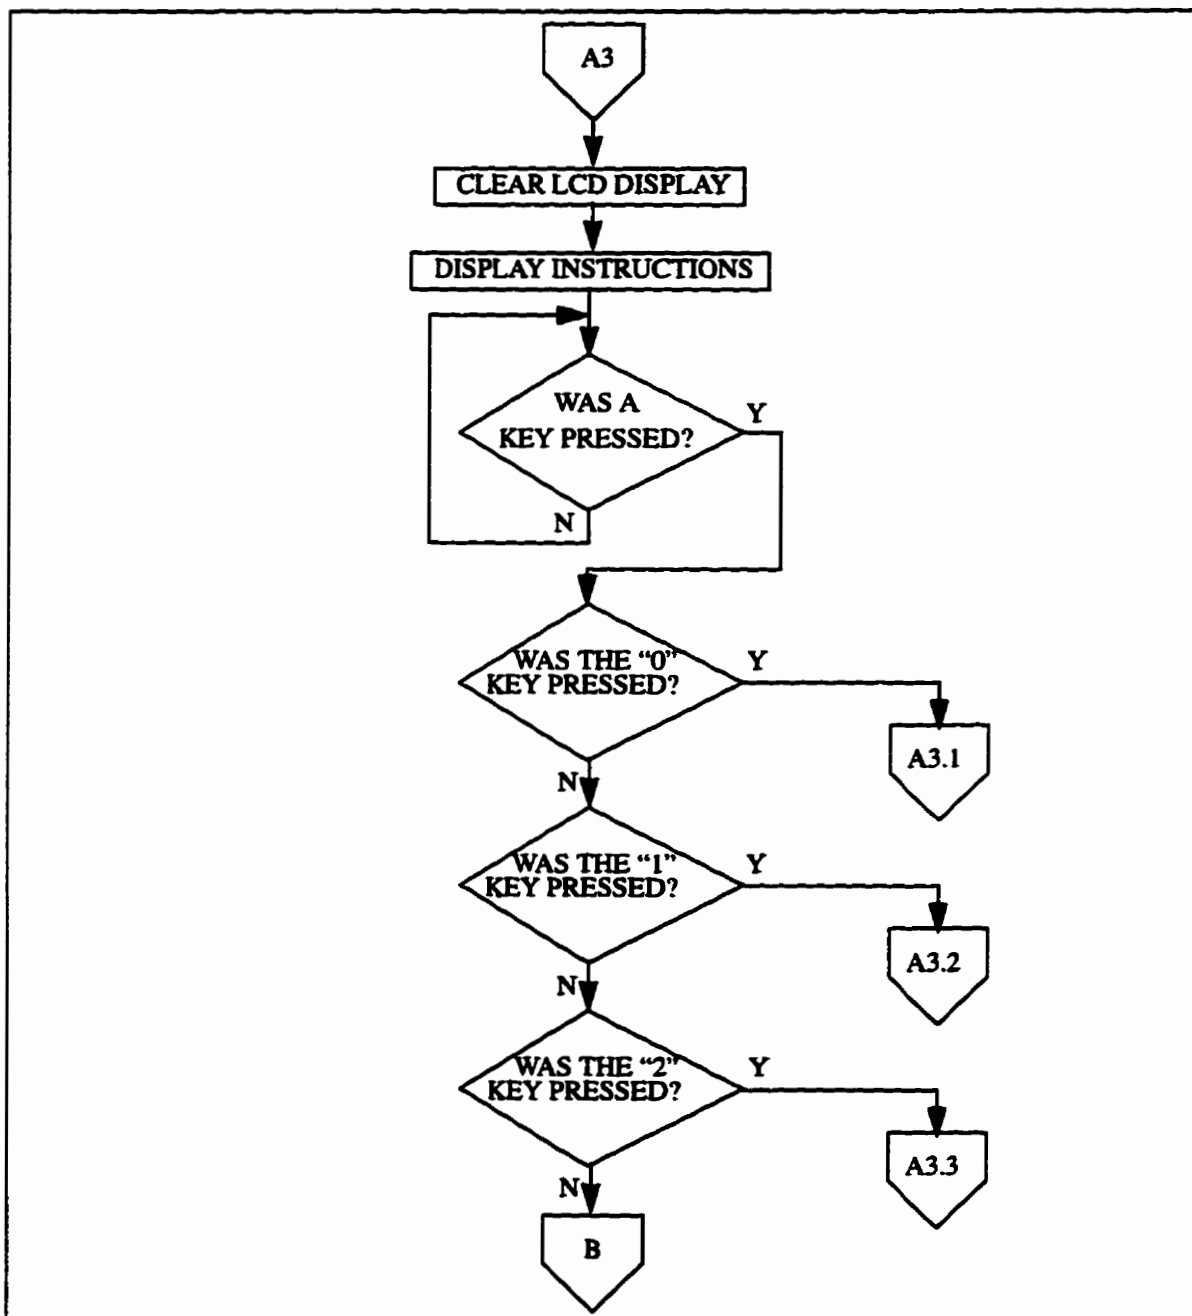 A3
CLEAR LCD DISPLAY
DISPLAY INSTRUCTIONS
WAS A
KEY PRESSED?
Y
N
WAS THE “0”
KEY PRESSED?
Y
A3.1
N
WAS THE “1”
KEY PRESSED?
Y
A3.2
N
WAS THE “2”
KEY PRESSED?
Y
A3.3
N
B